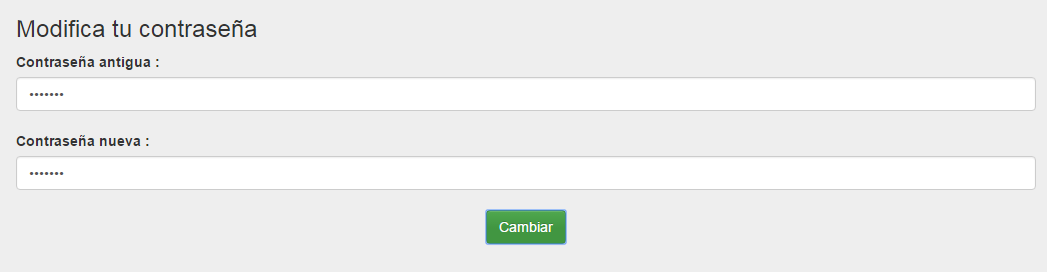 Modifica tu contraseña
Contraseña antigua :
•••••••
Contraseña nueva :
•••••••
Cambiar